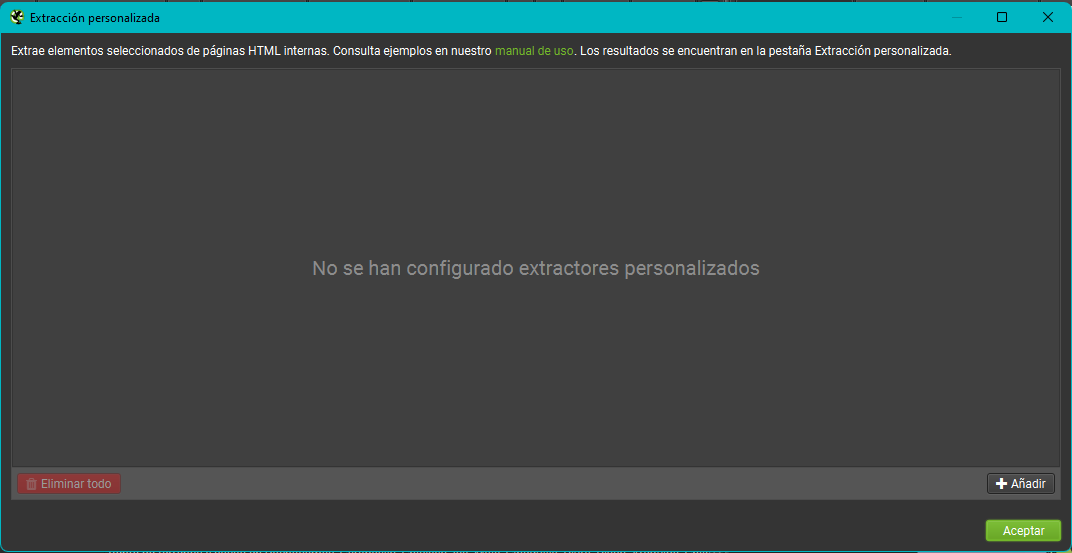 Extracción personalizada
Extrae elementos seleccionados de páginas HTML internas. Consulta ejemplos en nuestro manual de uso. Los resultados se encuentran en la pestaña Extracción personalizada.
No se han configurado extractores personalizados
Eliminar todo
Añadir
Aceptar